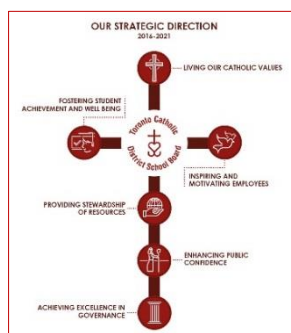 OUR STRATEGIC DIRECTION
2016-2021
LIVING OUR CATHOLIC VALUES
FOSTERING STUDENT
ACHIEVEMENT AND WELL BEING
Toronto Catholic
District School Board
INSPIRING AND
MOTIVATING EMPLOYEES
PROVIDING STEWARDSHIP
OF RESOURCES
ENHANCING PUBLIC
CONFIDENCE
ACHIEVING EXCELLENCE IN
GOVERNANCE